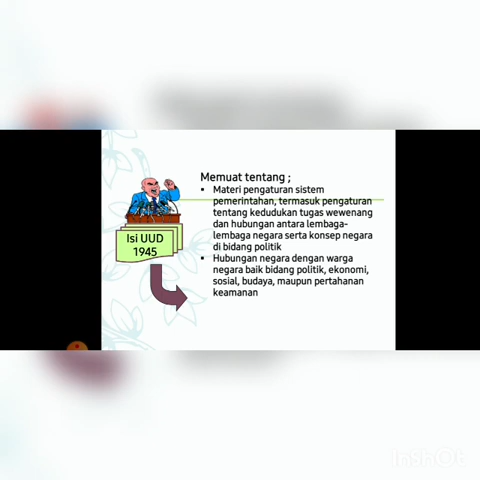 Memuat tentang ;
• Materi pengaturan sistem
pemerintahan, termasuk pengaturan
tentang kedudukan tugas wewenang
dan hubungan antara lembaga-
lembaga negara serta konsep negara
di bidang politik
• Hubungan negara dengan warga
negara baik bidang politik, ekonomi,
sosial, budaya, maupun pertahanan
keamanan
Isi UUD
1945
InShOt